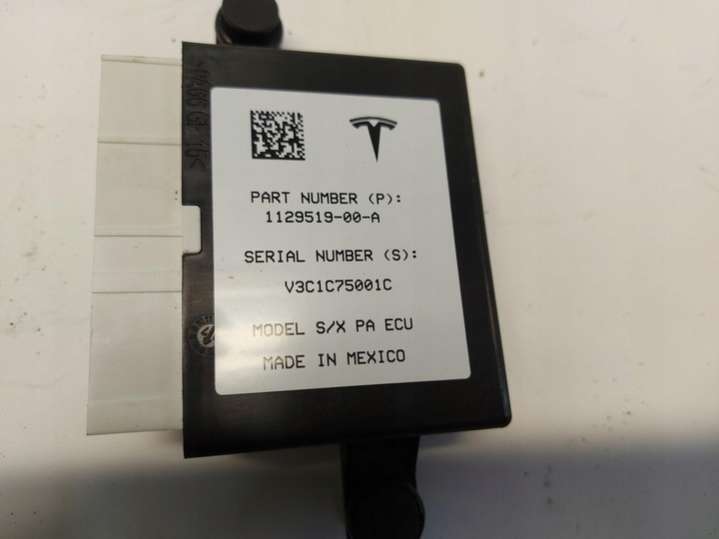 PART NUMBER (P):
1129519-00-A
SERIAL NUMBER (S):
V3C1C75001C
MODEL S/X PA ECU
MADE IN MEXICO